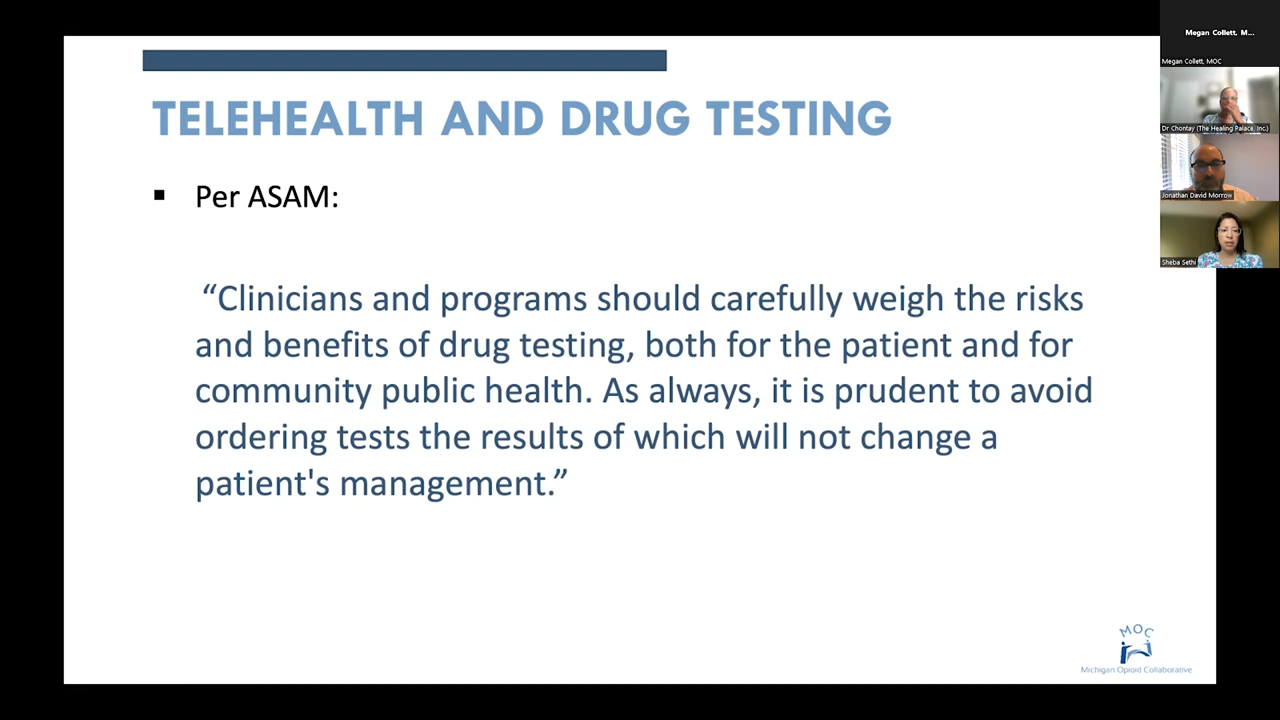 TELEHEALTH AND DRUG TESTING
▪ Per ASAM:
“Clinicians and programs should carefully weigh the risks
and benefits of drug testing, both for the patient and for
community public health. As always, it is prudent to avoid
ordering tests the results of which will not change a
patient's management.”
MOC
Michigan Opioid Collaborative
Megan Collett, M...
Megan Collett, MOC
Dr Chontay (The Healing Palace, Inc.)
Jonathan David Morrow
Sheba Sethi